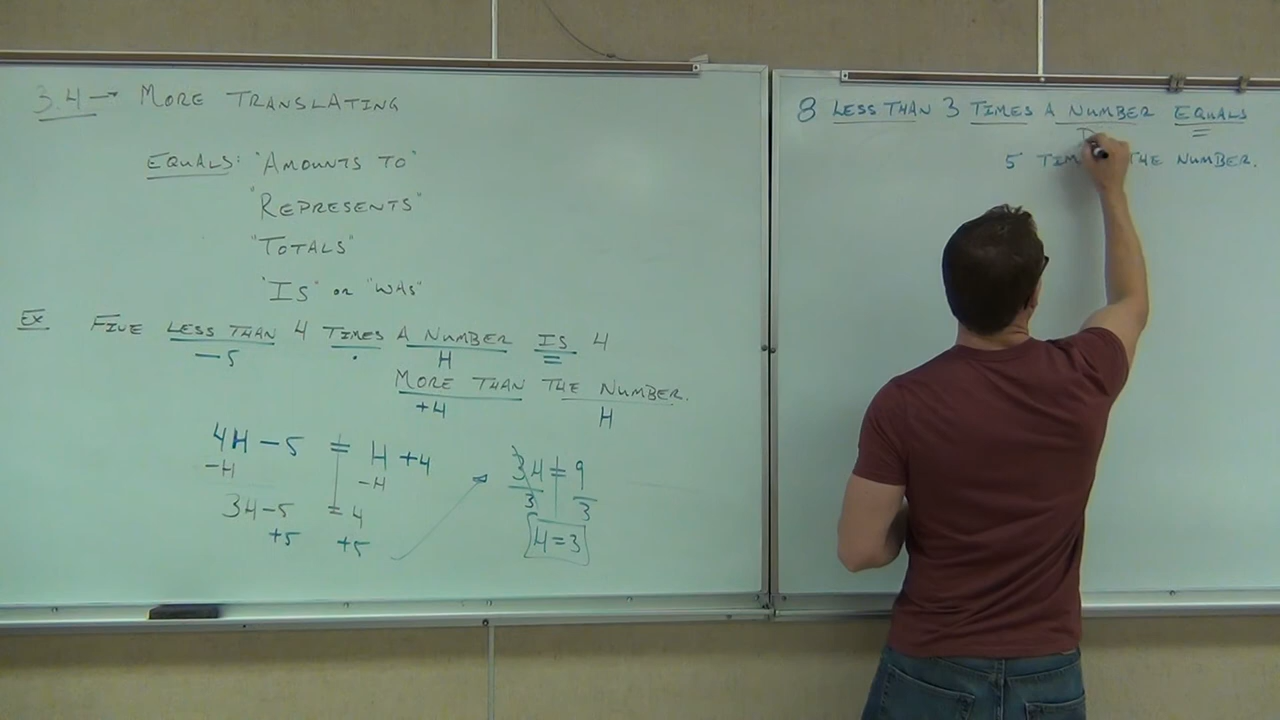 3.4 → MORE TRANSLATING
EQUALS: "AMOUNTS TO"
"REPRESENTS"
"TOTALS"
"IS" OR "WAS"
EX FIVE LESS THAN 4 TIMES A NUMBER IS 4
-5 · H =
MORE THAN THE NUMBER.
+4 H
4H - 5 = H + 4
-H -H
3H - 5 = 4
+5 +5
3H = 9
3 3
H = 3
8 LESS THAN 3 TIMES A NUMBER EQUALS
=
5 THE NUMBER.